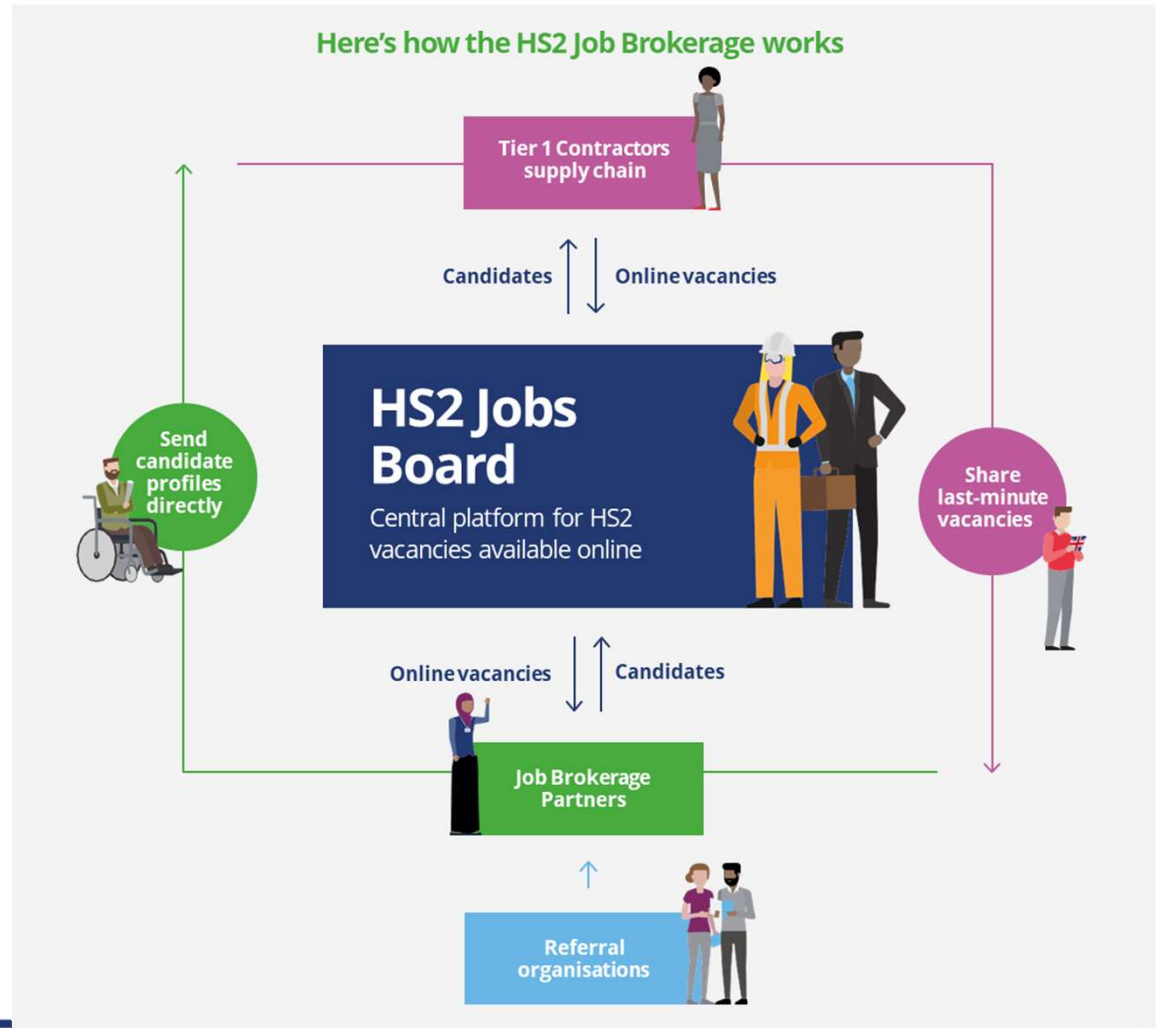 Here's how the HS2 Job Brokerage works
Tier 1 Contractors
supply chain
Candidates
Online vacancies
HS2 Jobs
Board
Central platform for HS2
vacancies available online
Send
candidate
profiles
directly
Share
last-minute
vacancies
Online vacancies
Candidates
Job Brokerage
Partners
Referral
organisations